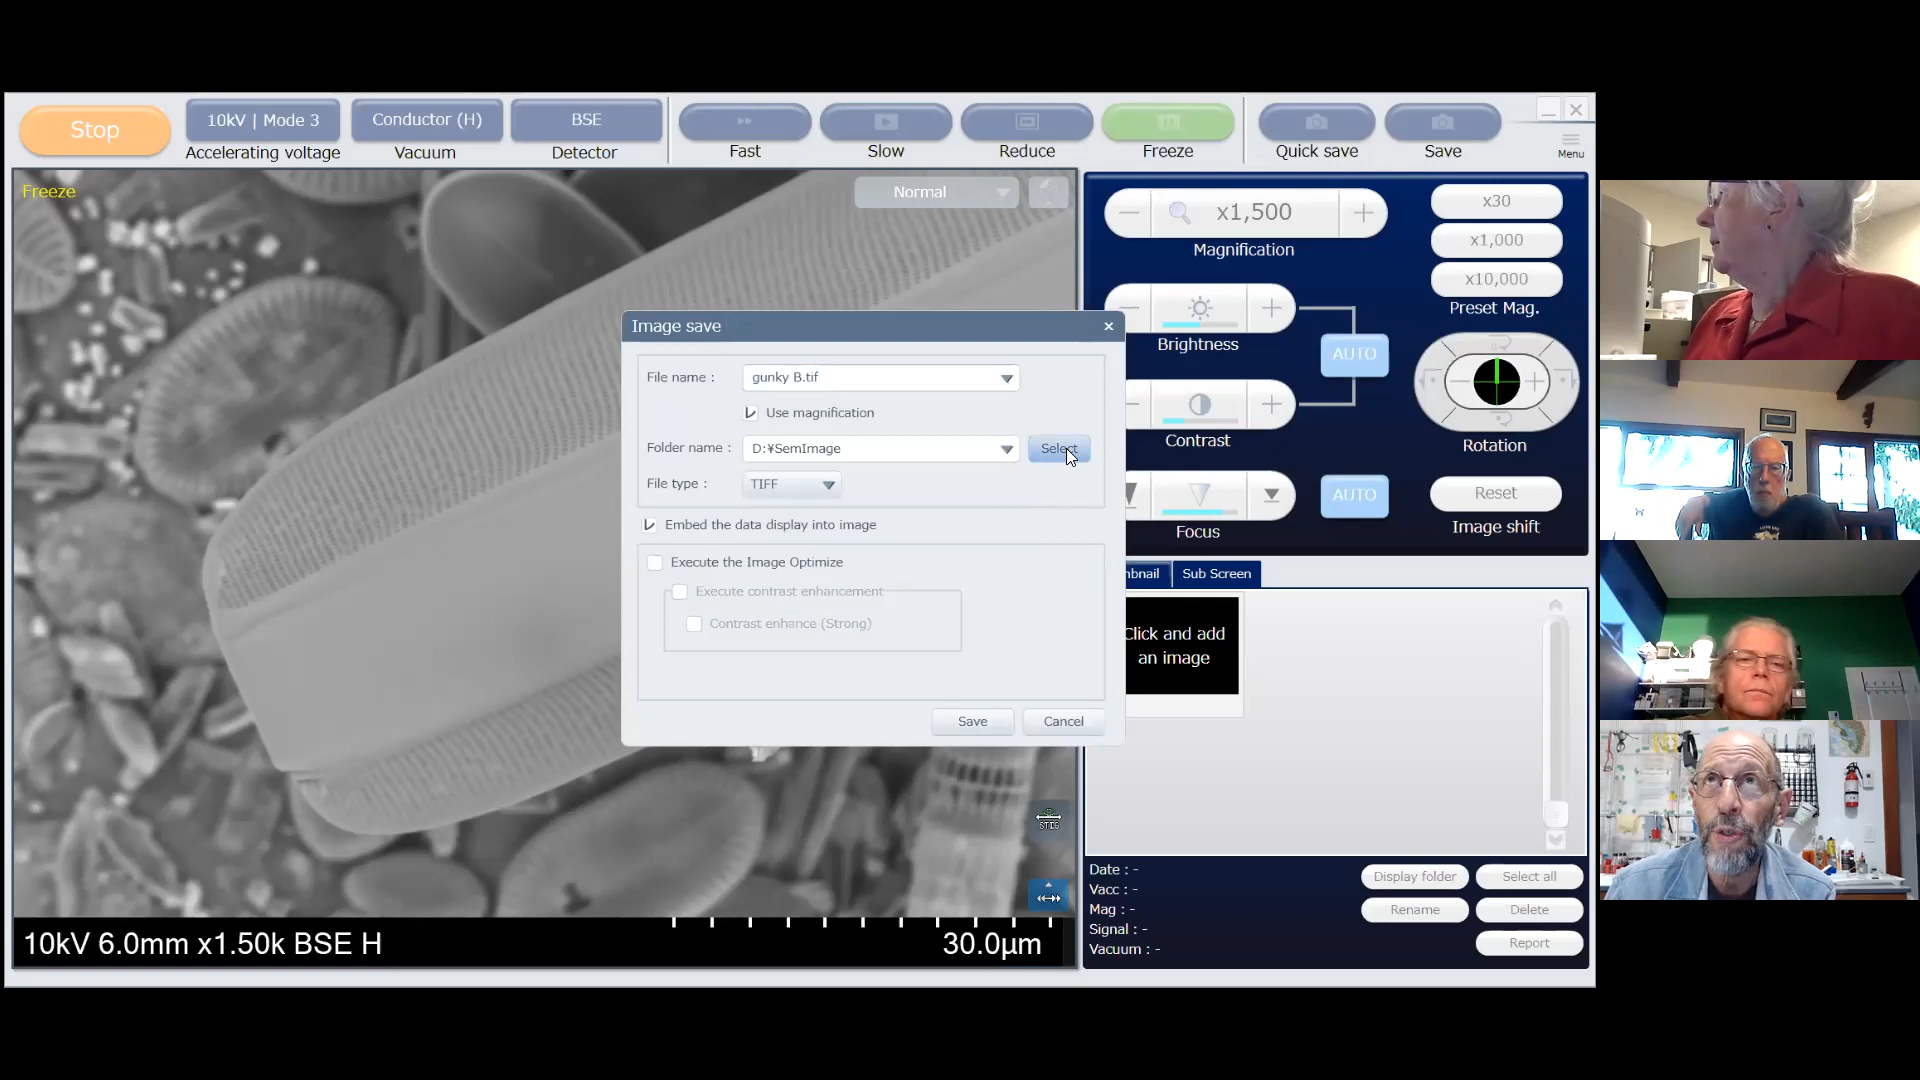 Stop
10kV | Mode 3
Accelerating voltage
Conductor (H)
Vacuum
BSE
Detector
Fast
Slow
Reduce
Freeze
Quick save
Save
Menu
Freeze
Normal
x1,500
Magnification
x30
x1,000
x10,000
Preset Mag.
Brightness
AUTO
Contrast
Rotation
AUTO
Focus
Reset
Image shift
Image save
File name :
gunky B.tif
Use magnification
Folder name :
D:¥SemImage
Select
File type :
TIFF
Embed the data display into image
Execute the Image Optimize
Execute contrast enhancement
Contrast enhance (Strong)
Save
Cancel
nbnail
Sub Screen
Click and add
an image
STIG
Date : -
Vacc : -
Mag : -
Signal : -
Vacuum : -
Display folder
Select all
Rename
Delete
Report
10kV 6.0mm x1.50k BSE H
30.0µm